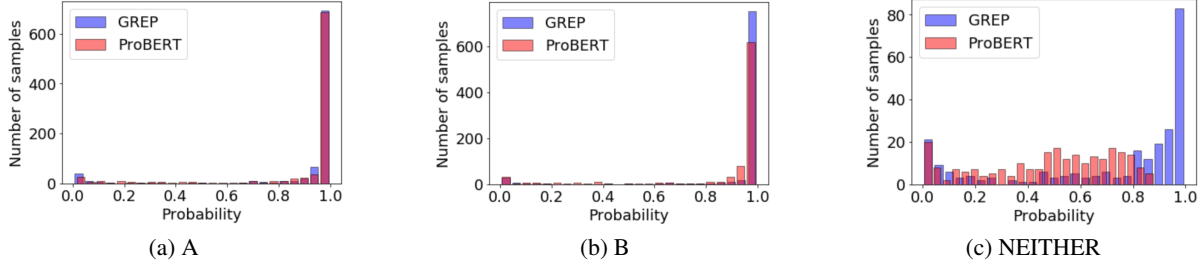 Number of samples
600
400
200
0
GREP
ProBERT
0.0 0.2 0.4 0.6 0.8 1.0
Probability
(a) A
Number of samples
600
400
200
0
GREP
ProBERT
0.0 0.2 0.4 0.6 0.8 1.0
Probability
(b) B
Number of samples
80
60
40
20
0
GREP
ProBERT
0.0 0.2 0.4 0.6 0.8 1.0
Probability
(c) NEITHER